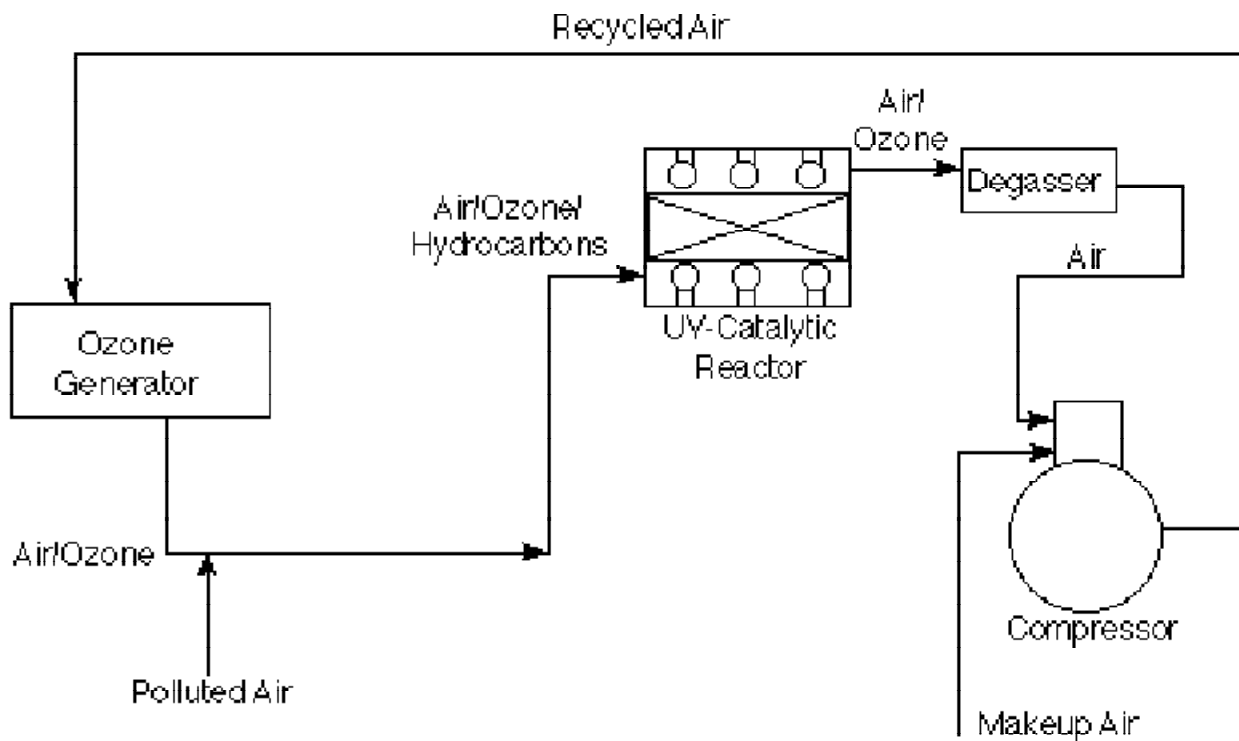 Recycled Air
Air/
Ozone
Degasser
Air/Ozone/
Hydrocarbons
Air
UV-Catalytic
Reactor
Ozone
Generator
Air/Ozone
Compressor
Polluted Air
Makeup Air